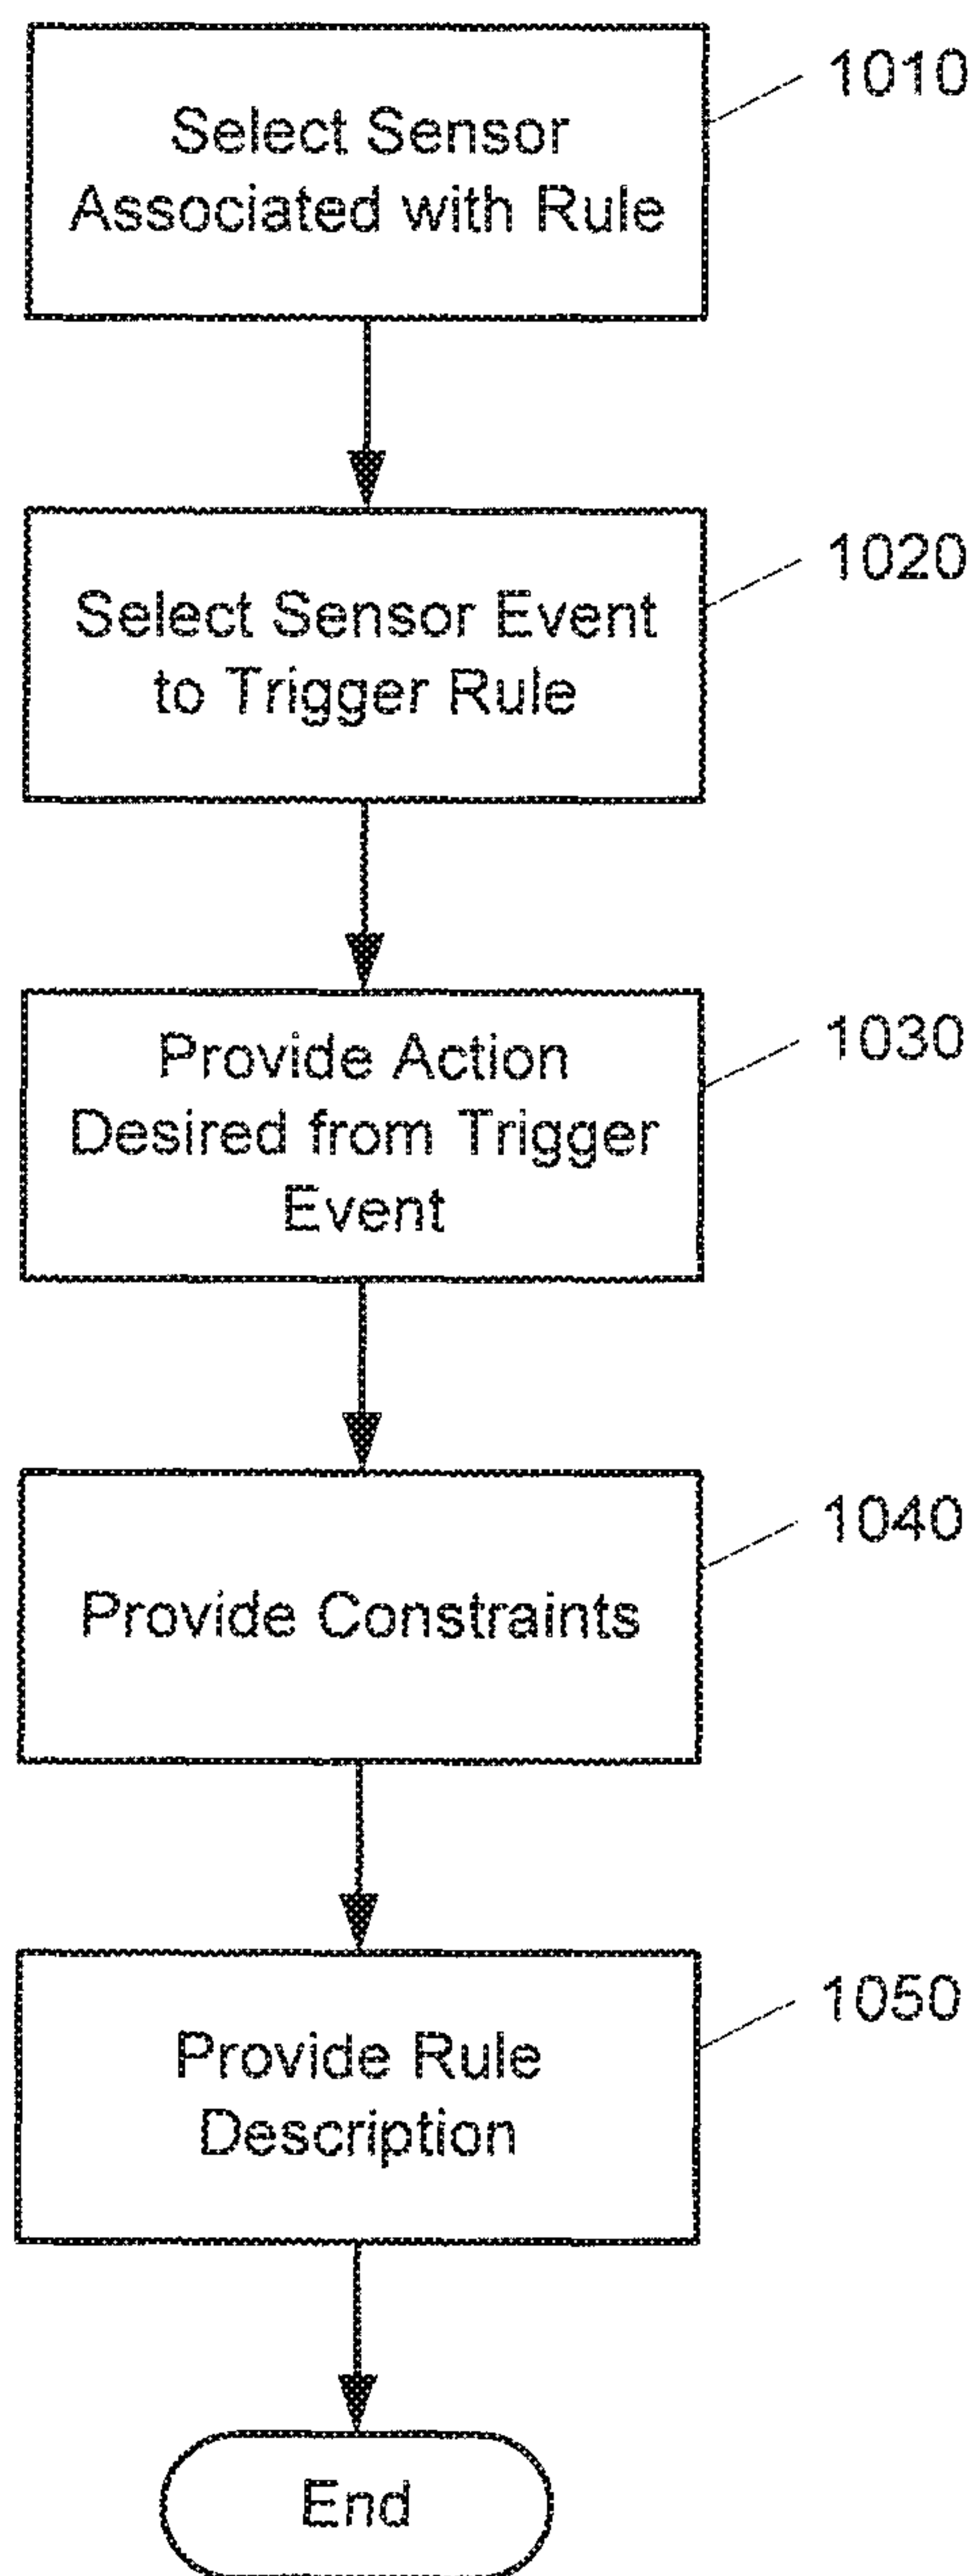 Select Sensor
Associated with Rule
1010
Select Sensor Event
to Trigger Rule
1020
Provide Action
Desired from Trigger
Event
1030
Provide Constraints
1040
Provide Rule
Description
1050
End